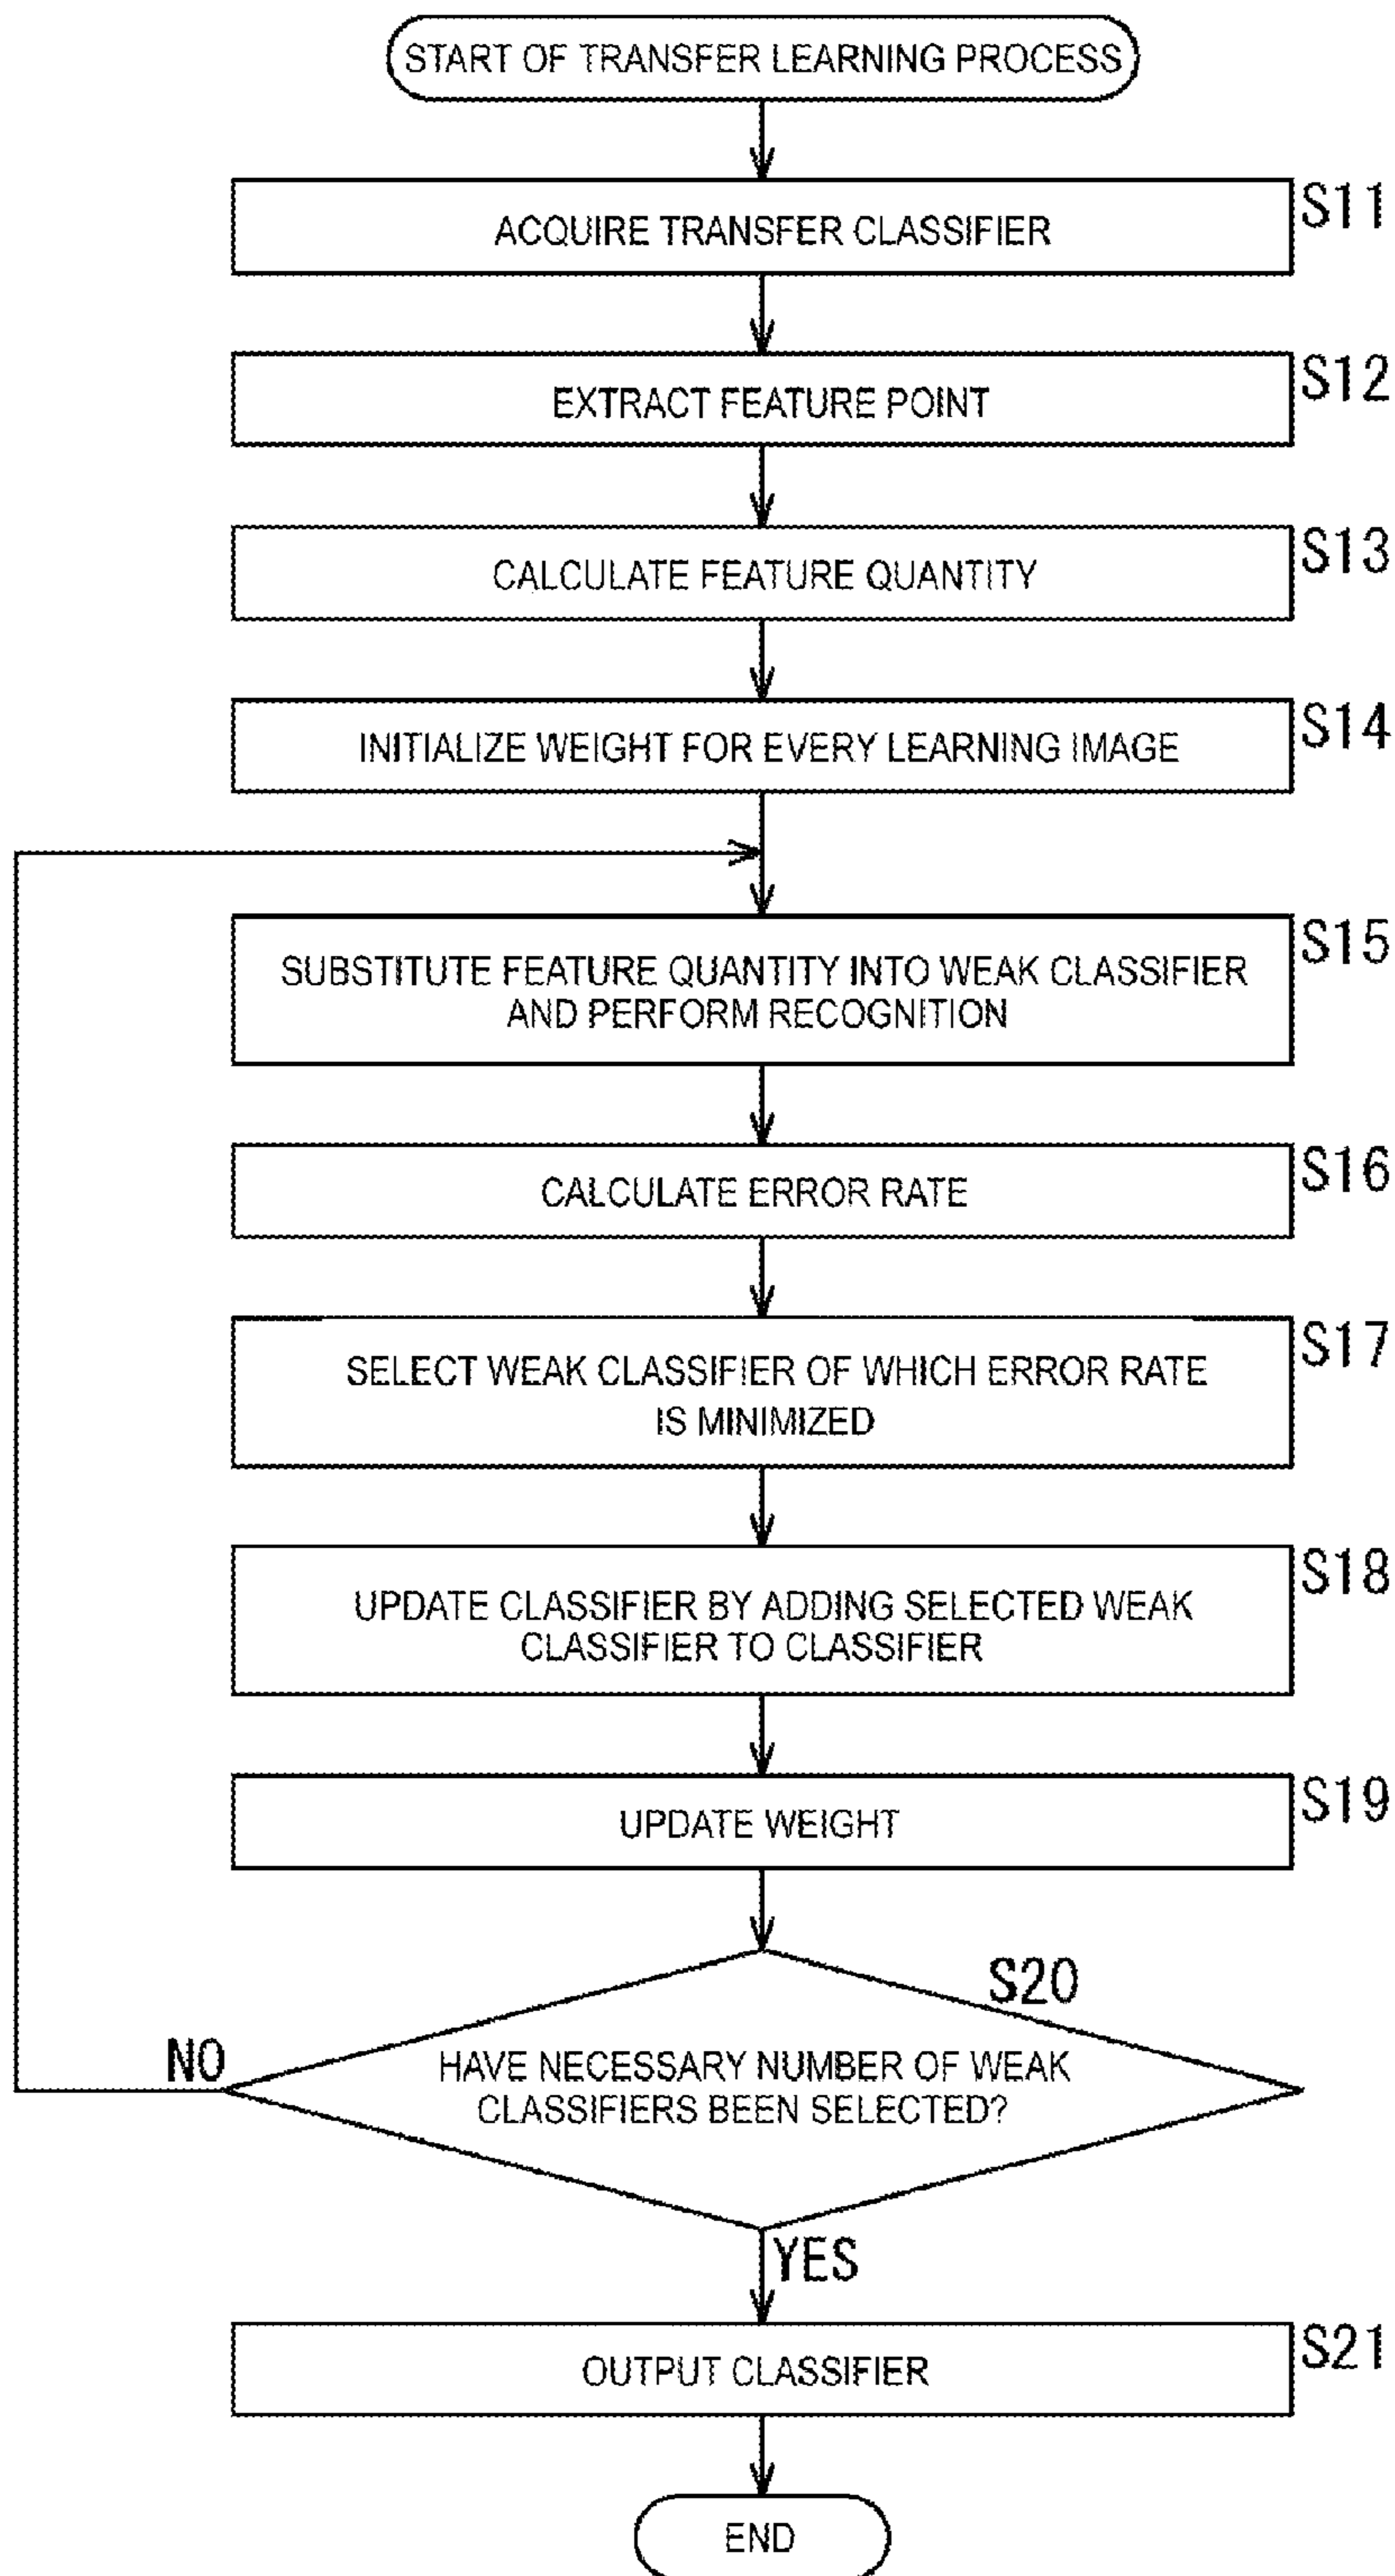 START OF TRANSFER LEARNING PROCESS
S11
ACQUIRE TRANSFER CLASSIFIER
S12
EXTRACT FEATURE POINT
S13
CALCULATE FEATURE QUANTITY
S14
INITIALIZE WEIGHT FOR EVERY LEARNING IMAGE
S15
SUBSTITUTE FEATURE QUANTITY INTO WEAK CLASSIFIER
AND PERFORM RECOGNITION
S16
CALCULATE ERROR RATE
S17
SELECT WEAK CLASSIFIER OF WHICH ERROR RATE
IS MINIMIZED
S18
UPDATE CLASSIFIER BY ADDING SELECTED WEAK
CLASSIFIER TO CLASSIFIER
S19
UPDATE WEIGHT
S20
NO
HAVE NECESSARY NUMBER OF WEAK
CLASSIFIERS BEEN SELECTED?
YES
S21
OUTPUT CLASSIFIER
END